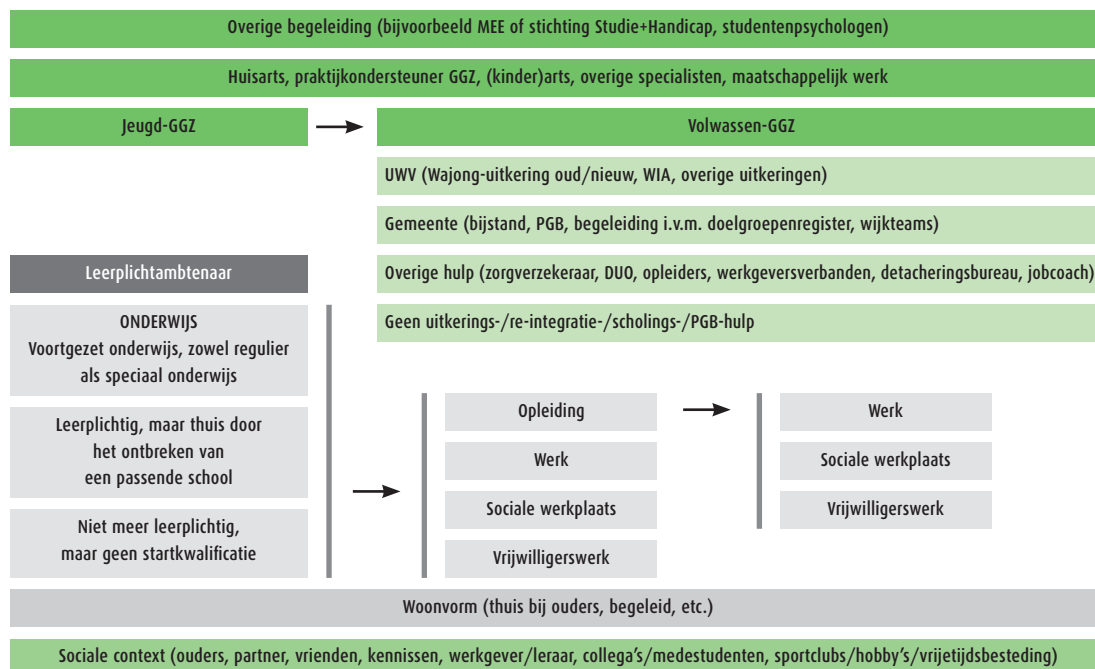 Overige begeleiding (bijvoorbeeld MEE of stichting Studie+Handicap, studentenpsychologen)
Huisarts, praktijkondersteuner GGZ, (kinder)arts, overige specialisten, maatschappelijk werk
Jeugd-GGZ
Volwassen-GGZ
UWV (Wajong-uitkering oud/nieuw, WIA, overige uitkeringen)
Gemeente (bijstand, PGB, begeleiding i.v.m. doelgroepenregister, wijkteams)
Leerplichtambtenaar
Overige hulp (zorgverzekeraar, DUO, opleiders, werkgeversverbanden, detacheringsbureau, jobcoach)
Geen uitkerings-/re-integratie-/scholings-/PGB-hulp
ONDERWIJS
Voortgezet onderwijs, zowel regulier
als speciaal onderwijs
Leerplichtig, maar thuis door
het ontbreken van
een passende school
Niet meer leerplichtig,
maar geen startkwalificatie
Opleiding
Werk
Sociale werkplaats
Vrijwilligerswerk
Werk
Sociale werkplaats
Vrijwilligerswerk
Woonvorm (thuis bij ouders, begeleid, etc.)
Sociale context (ouders, partner, vrienden, kennissen, werkgever/leraar, collega's/medestudenten, sportclubs/hobby's/vrijetijdsbesteding)